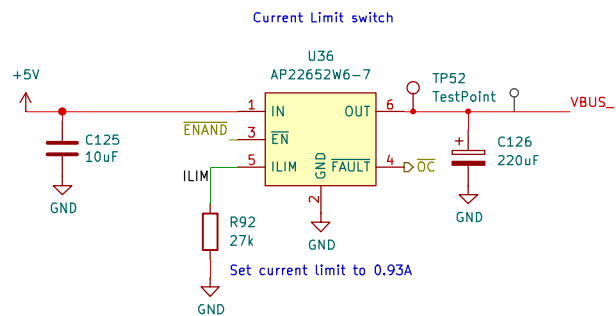 Current Limit switch
U36
AP22652W6-7
+5V
TP52
TestPoint
1
IN
OUT
6
VBUS_
C125
10uF
ENAND
3
EN
C126
220uF
+
5
ILIM
GND
FAULT
4
OC
ILIM
2
GND
GND
R92
27k
GND
Set current limit to 0.93A
GND